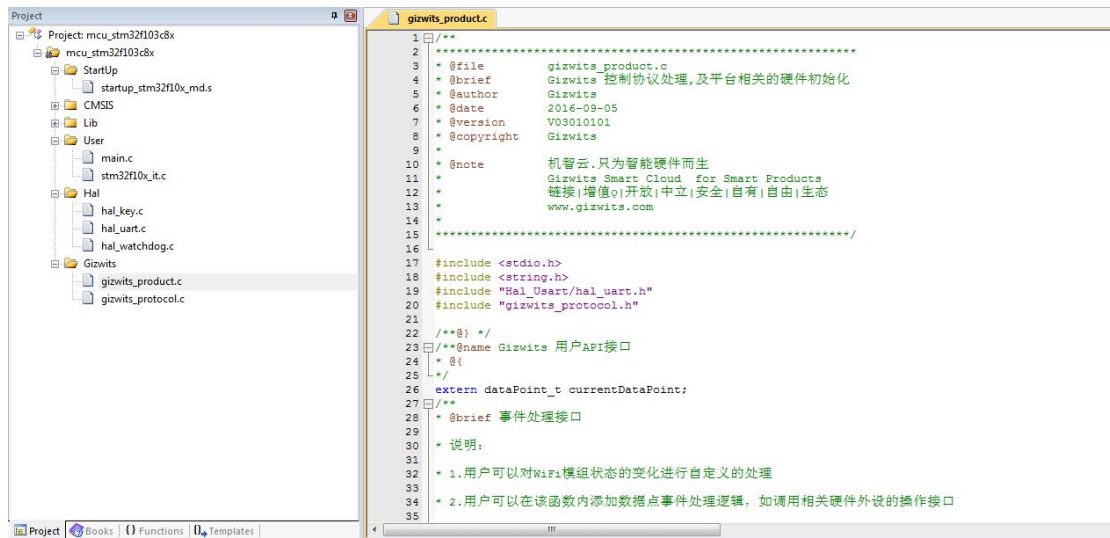 Project
Project: mcu_stm32f103c8x
mcu_stm32f103c8x
StartUp
startup_stm32f10x_md.s
CMSIS
Lib
User
main.c
stm32f10x_it.c
Hal
hal_key.c
hal_uart.c
hal_watchdog.c
Gizwits
gizwits_product.c
gizwits_protocol.c
Project Books {} Functions Templates
gizwits_product.c
1 /**
2 ************************************************************
3 * @file gizwits_product.c
4 * @brief Gizwits 控制协议处理,及平台相关的硬件初始化
5 * @author Gizwits
6 * @date 2016-09-05
7 * @version V03010101
8 * @copyright Gizwits
9 *
10 * @note 机智云.只为智能硬件而生
11 * Gizwits Smart Cloud for Smart Products
12 * 链接|增值ֵ|开放|中立|安全|自有|自由|生态
13 * www.gizwits.com
14 *
15 ***********************************************************/
16
17 #include <stdio.h>
18 #include <string.h>
19 #include "Hal_Usart/hal_uart.h"
20 #include "gizwits_protocol.h"
21
22 /**@} */
23 /**@name Gizwits 用户API接口
24 * @{
25 */
26 extern dataPoint_t currentDataPoint;
27 /**
28 * @brief 事件处理接口
29
30 * 说明：
31
32 * 1.用户可以对WiFi模组状态的变化进行自定义的处理
33
34 * 2.用户可以在该函数内添加数据点事件处理逻辑，如调用相关硬件外设的操作接口
35